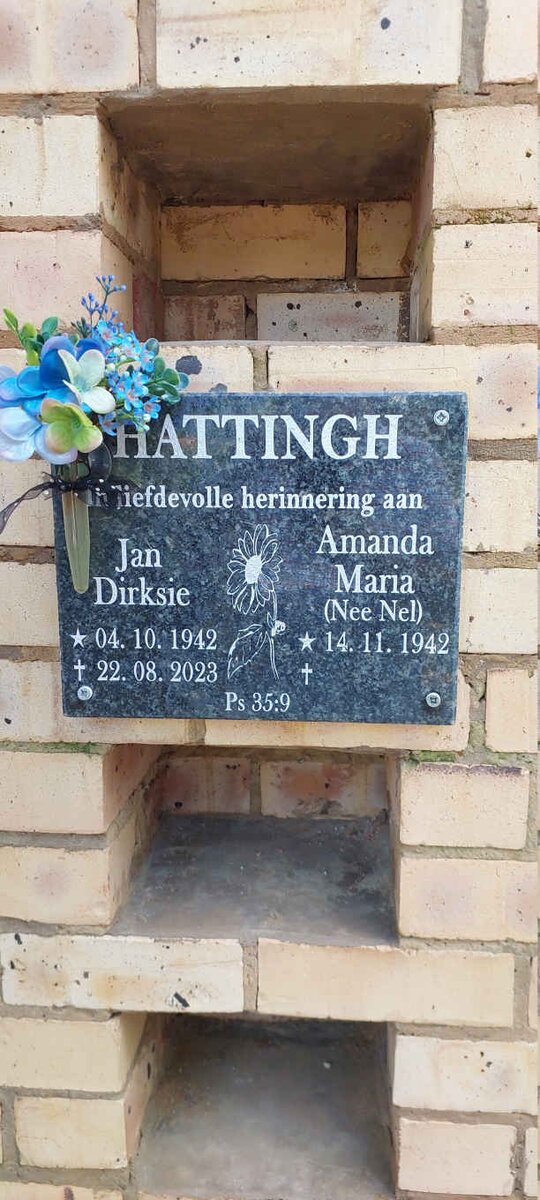 HATTINGH
In liefdevolle herinnering aan
Jan
Dirksie
★ 04. 10. 1942
✝ 22. 08. 2023
Amanda
Maria
(Nee Nel)
★ 14. 11. 1942
✝
Ps 35:9